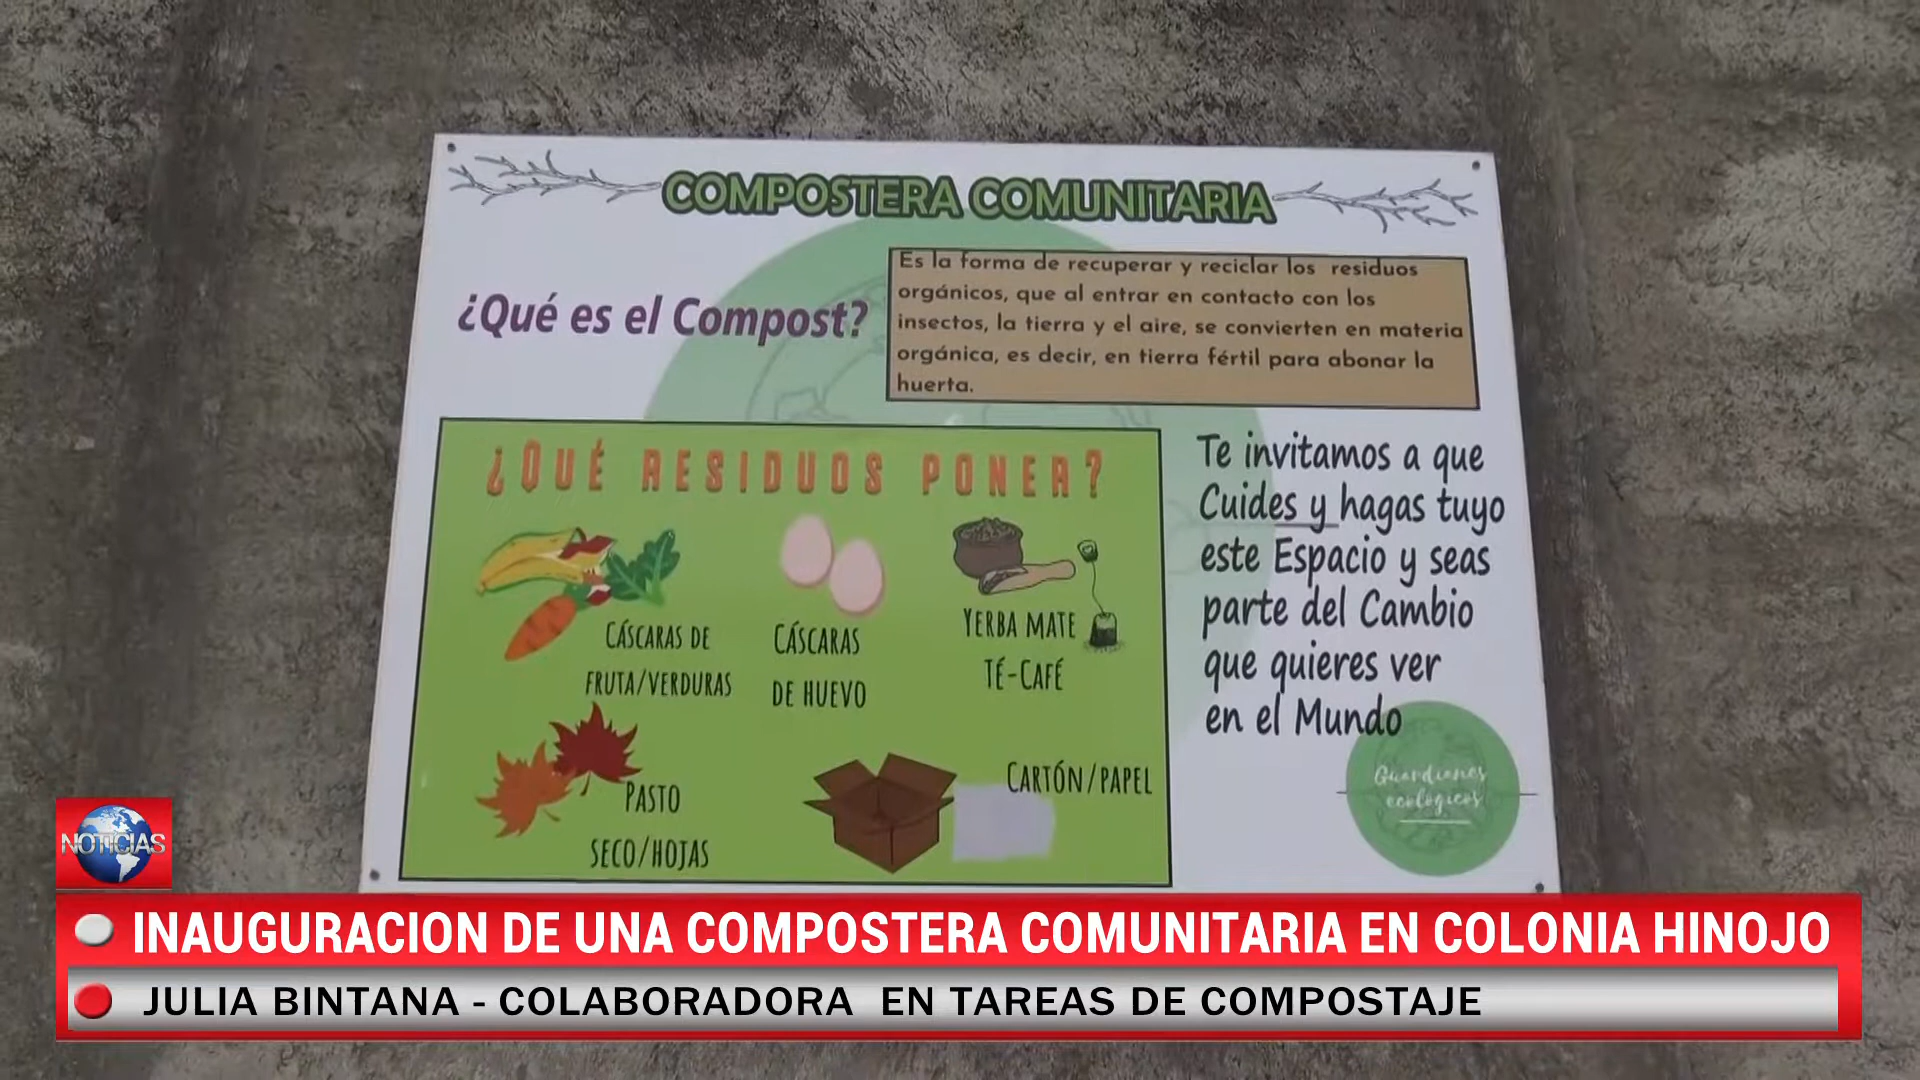 COMPOSTERA COMUNITARIA
¿Qué es el Compost?
Es la forma de recuperar y reciclar los residuos
orgánicos, que al entrar en contacto con los
insectos, la tierra y el aire, se convierten en materia
orgánica, es decir, en tierra fértil para abonar la
huerta.
¿QUÉ RESIDUOS PONER?
CÁSCARAS DE
FRUTA/VERDURAS
CÁSCARAS
DE HUEVO
YERBA MATE
TÉ-CAFÉ
PASTO
SECO/HOJAS
CARTÓN/PAPEL
Te invitamos a que
Cuides y hagas tuyo
este Espacio y seas
parte del Cambio
que quieres ver
en el Mundo
Guardianes
ecológicos
NOTICIAS
INAUGURACION DE UNA COMPOSTERA COMUNITARIA EN COLONIA HINOJO
JULIA BINTANA - COLABORADORA EN TAREAS DE COMPOSTAJE